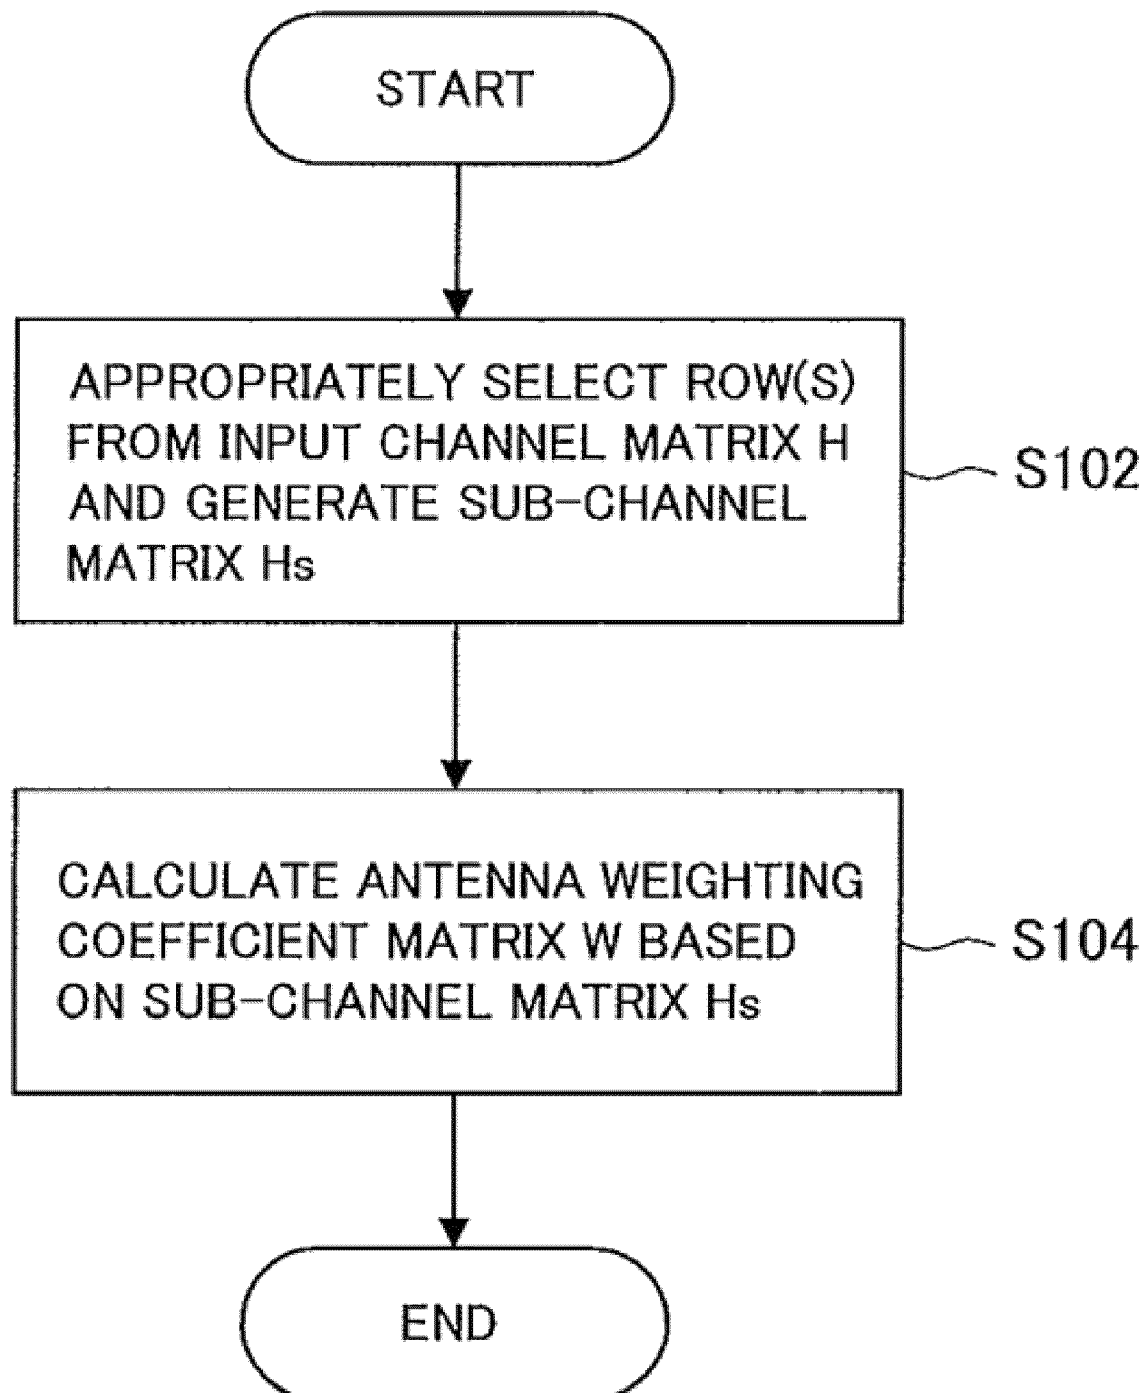 START
APPROPRIATELY SELECT ROW(S)
FROM INPUT CHANNEL MATRIX H
AND GENERATE SUB-CHANNEL
MATRIX Hs
S102
CALCULATE ANTENNA WEIGHTING
COEFFICIENT MATRIX W BASED
ON SUB-CHANNEL MATRIX Hs
S104
END